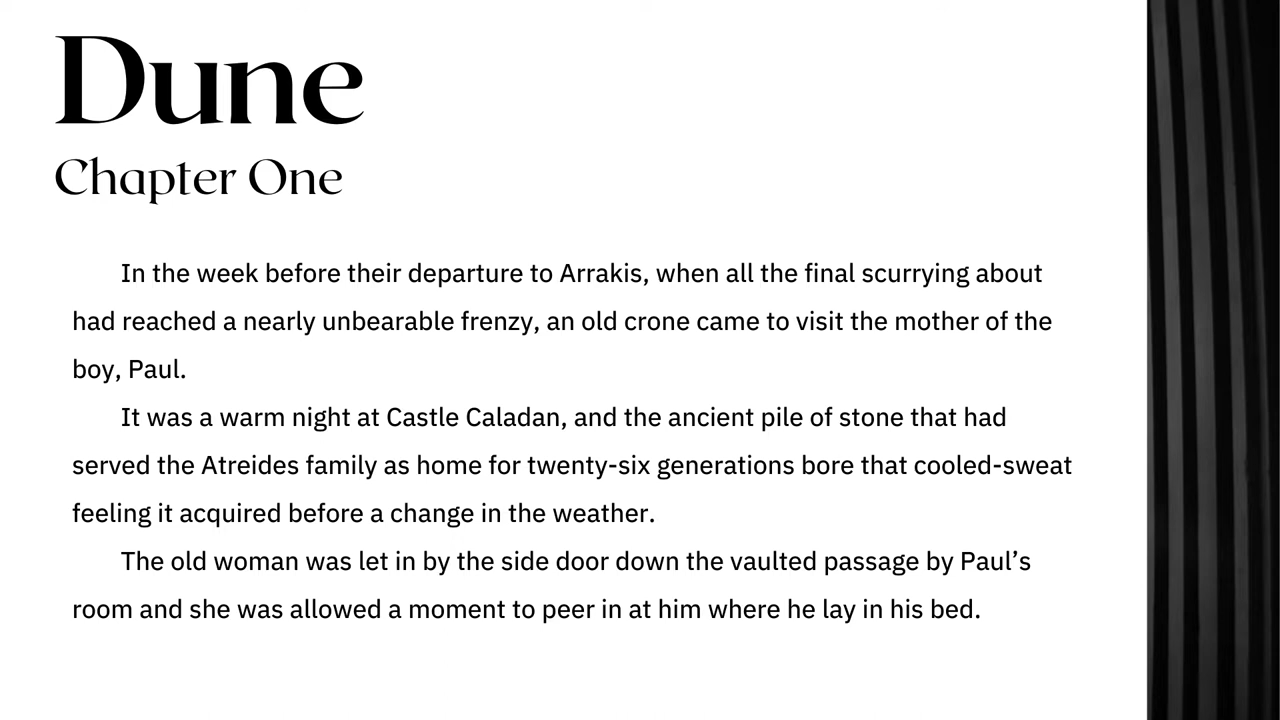 Dune
Chapter One
In the week before their departure to Arrakis, when all the final scurrying about
had reached a nearly unbearable frenzy, an old crone came to visit the mother of the
boy, Paul.
It was a warm night at Castle Caladan, and the ancient pile of stone that had
served the Atreides family as home for twenty-six generations bore that cooled-sweat
feeling it acquired before a change in the weather.
The old woman was let in by the side door down the vaulted passage by Paul’s
room and she was allowed a moment to peer in at him where he lay in his bed.